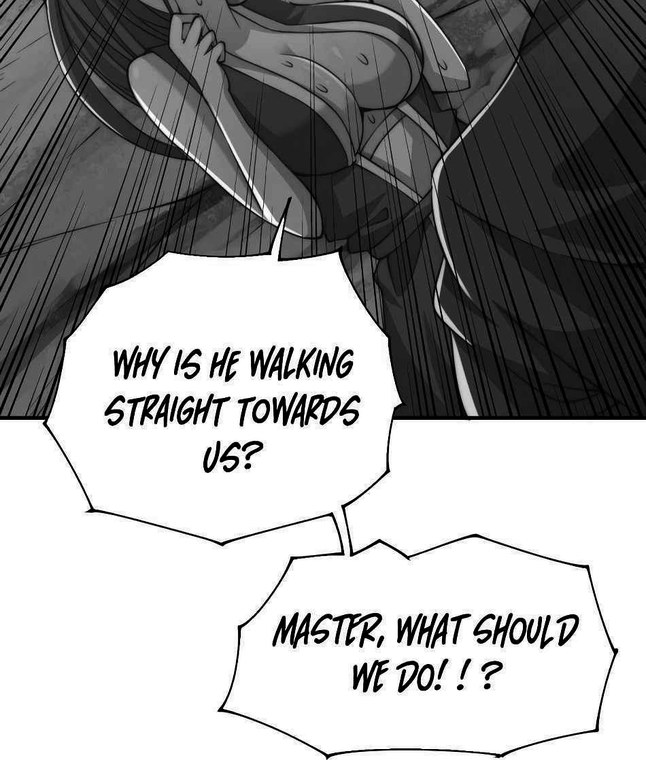 WHY IS HE WALKING
STRAIGHT TOWARDS
US?
MASTER, WHAT SHOULD
WE DO! ! ?